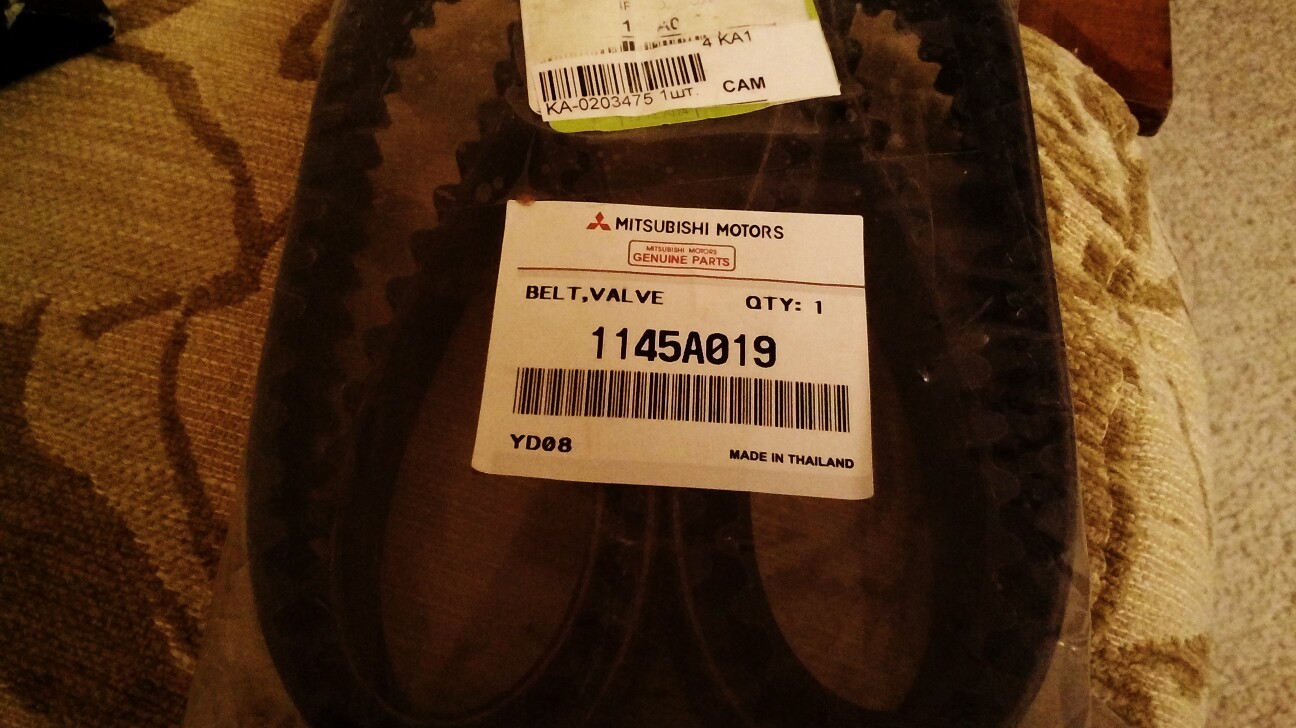 4 KA1
KA-0203475 1шт.
CAM
MITSUBISHI MOTORS
MITSUBISHI MOTORS
GENUINE PARTS
BELT,VALVE QTY: 1
1145A019
YD08
MADE IN THAILAND